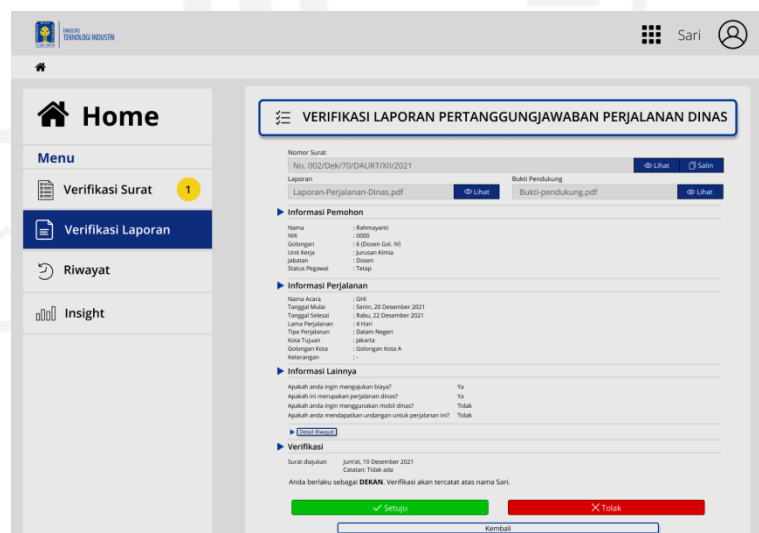 FAKULTAS
TEKNOLOGI INDUSTRI
Sari
Home
Menu
Verifikasi Surat 1
Verifikasi Laporan
Riwayat
Insight
VERIFIKASI LAPORAN PERTANGGUNGJAWABAN PERJALANAN DINAS
Nomor Surat
No. 002/Dek/70/DAURT/XII/2021 Lihat Salin
Laporan Bukti Pendukung
Laporan-Perjalanan-Dinas.pdf Lihat Bukti-pendukung.pdf Lihat
Informasi Pemohon
Nama : Rahmayanti
NIK : 0000
Golongan : 6 (Dosen Gol. IV)
Unit Kerja : Jurusan Kimia
Jabatan : Dosen
Status Pegawai : Tetap
Informasi Perjalanan
Nama Acara : GHI
Tanggal Mulai : Senin, 20 Desember 2021
Tanggal Selesai : Rabu, 22 Desember 2021
Lama Perjalanan : 4 Hari
Tipe Perjalanan : Dalam Negeri
Kota Tujuan : Jakarta
Golongan Kota : Golongan Kota A
Keterangan : -
Informasi Lainnya
Apakah anda ingin mengajukan biaya? Ya
Apakah ini merupakan perjalanan dinas? Ya
Apakah anda ingin menggunakan mobil dinas? Tidak
Apakah anda mendapatkan undangan untuk perjalanan ini? Tidak
Detail Riwayat
Verifikasi
Surat diajukan Jum'at, 10 Desember 2021
Catatan: Tidak ada
Anda berlaku sebagai DEKAN. Verifikasi akan tercatat atas nama Sari.
Setuju Tolak
Kembali